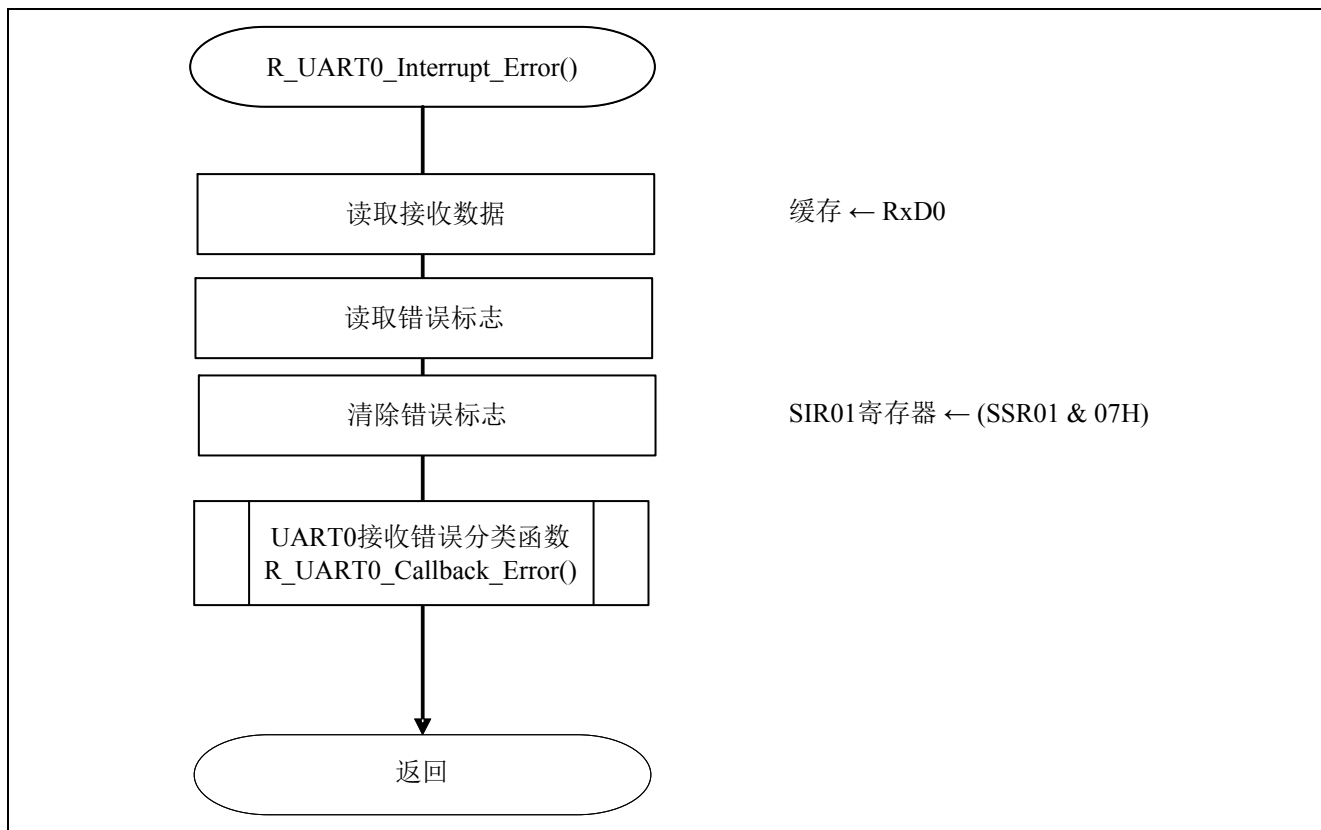 R_UART0_Interrupt_Error()
读取接收数据
缓存 ← RxD0
读取错误标志
清除错误标志
SIR01寄存器 ← (SSR01 & 07H)
UART0接收错误分类函数
R_UART0_Callback_Error()
返回